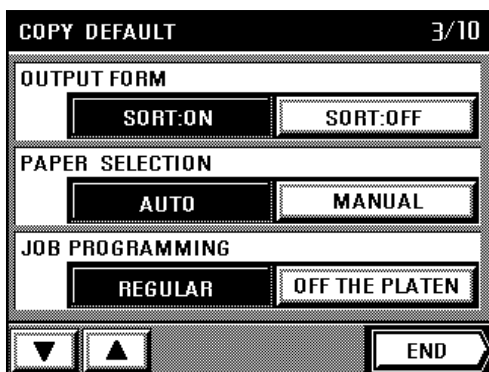 COPY DEFAULT 3/10
OUTPUT FORM
SORT:ON SORT:OFF
PAPER SELECTION
AUTO MANUAL
JOB PROGRAMMING
REGULAR OFF THE PLATEN
▼ ▲ END